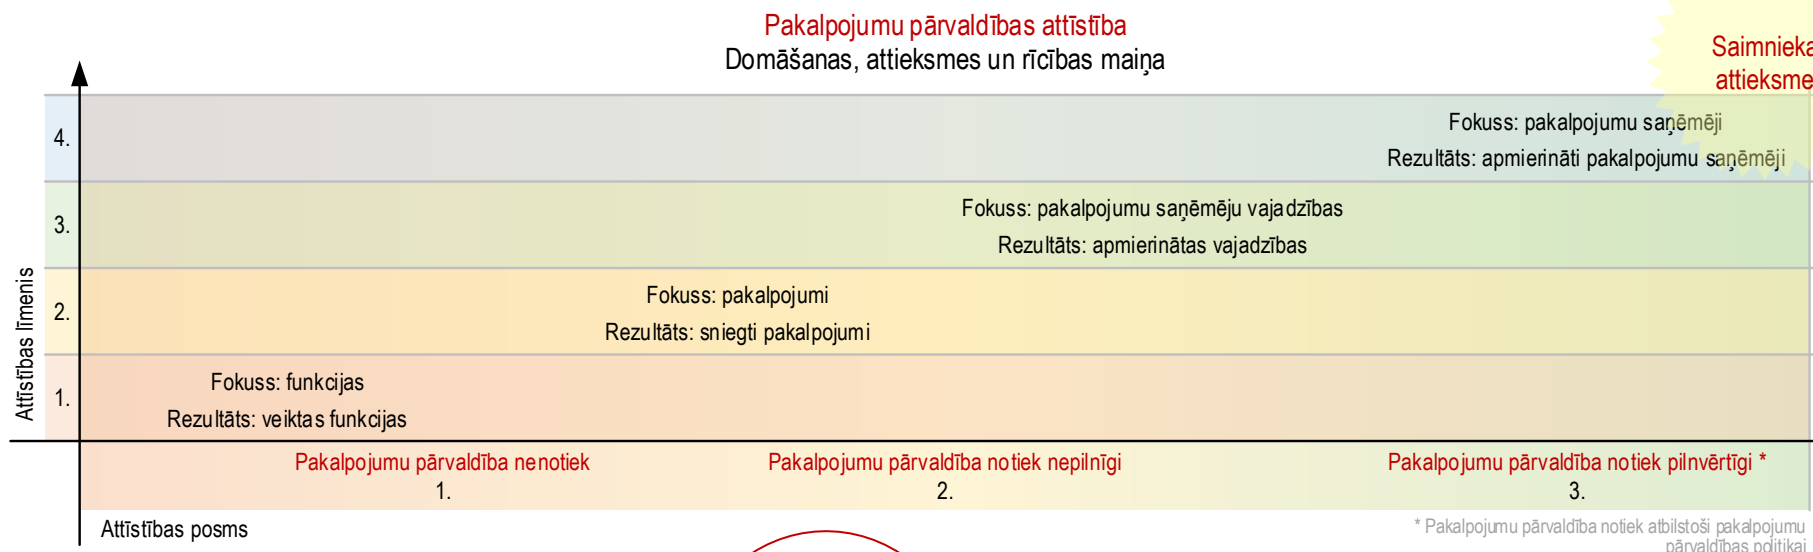 Pakalpojumu pārvaldības attīstība
Domāšanas, attieksmes un rīcības maiņa
Saimnieka
attieksme
4.
Fokuss: pakalpojumu saņēmēji
Rezultāts: apmierināti pakalpojumu saņēmēji
3.
Fokuss: pakalpojumu saņēmēju vajadzības
Rezultāts: apmierinātas vajadzības
2.
Fokuss: pakalpojumi
Rezultāts: sniegti pakalpojumi
1.
Fokuss: funkcijas
Rezultāts: veiktas funkcijas
Attīstības līmenis
Pakalpojumu pārvaldība nenotiek
1.
Pakalpojumu pārvaldība notiek nepilnīgi
2.
Pakalpojumu pārvaldība notiek pilnvērtīgi *
3.
Attīstības posms
* Pakalpojumu pārvaldība notiek atbilstoši pakalpojumu
pārvaldības politikai